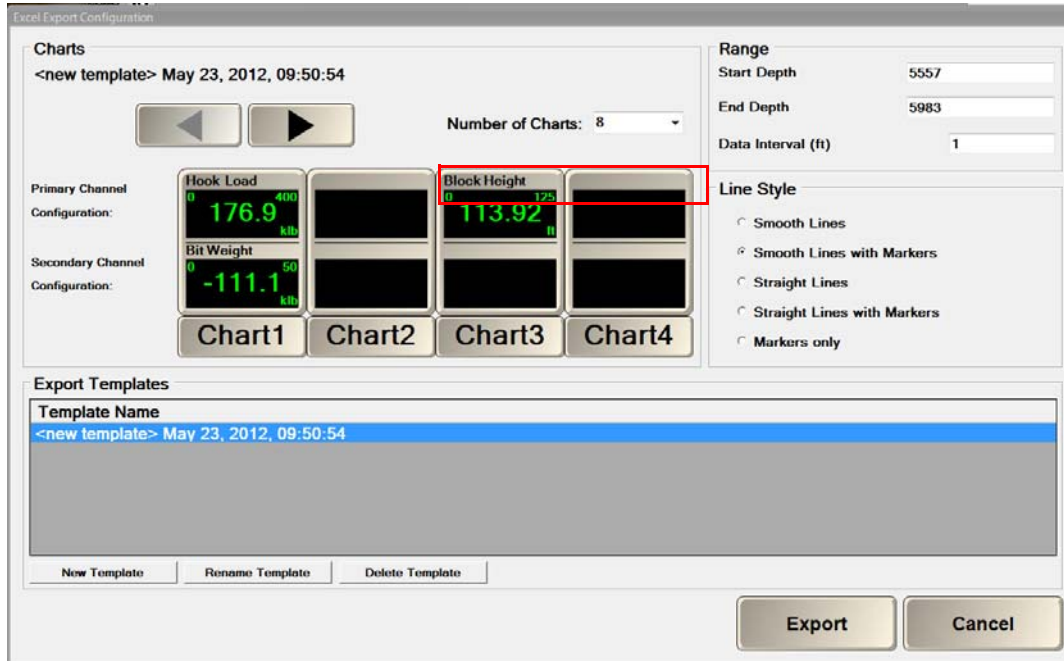 Excel Export Configuration
Charts
<new template> May 23, 2012, 09:50:54
Number of Charts: 8
Primary Channel
Configuration:
Hook Load
0 400
176.9
klb
Block Height
0 125
113.92
ft
Secondary Channel
Configuration:
Bit Weight
0 50
-111.1
klb
Chart1 Chart2 Chart3 Chart4
Range
Start Depth 5557
End Depth 5983
Data Interval (ft) 1
Line Style
Smooth Lines
Smooth Lines with Markers
Straight Lines
Straight Lines with Markers
Markers only
Export Templates
Template Name
<new template> May 23, 2012, 09:50:54
New Template Rename Template Delete Template
Export Cancel